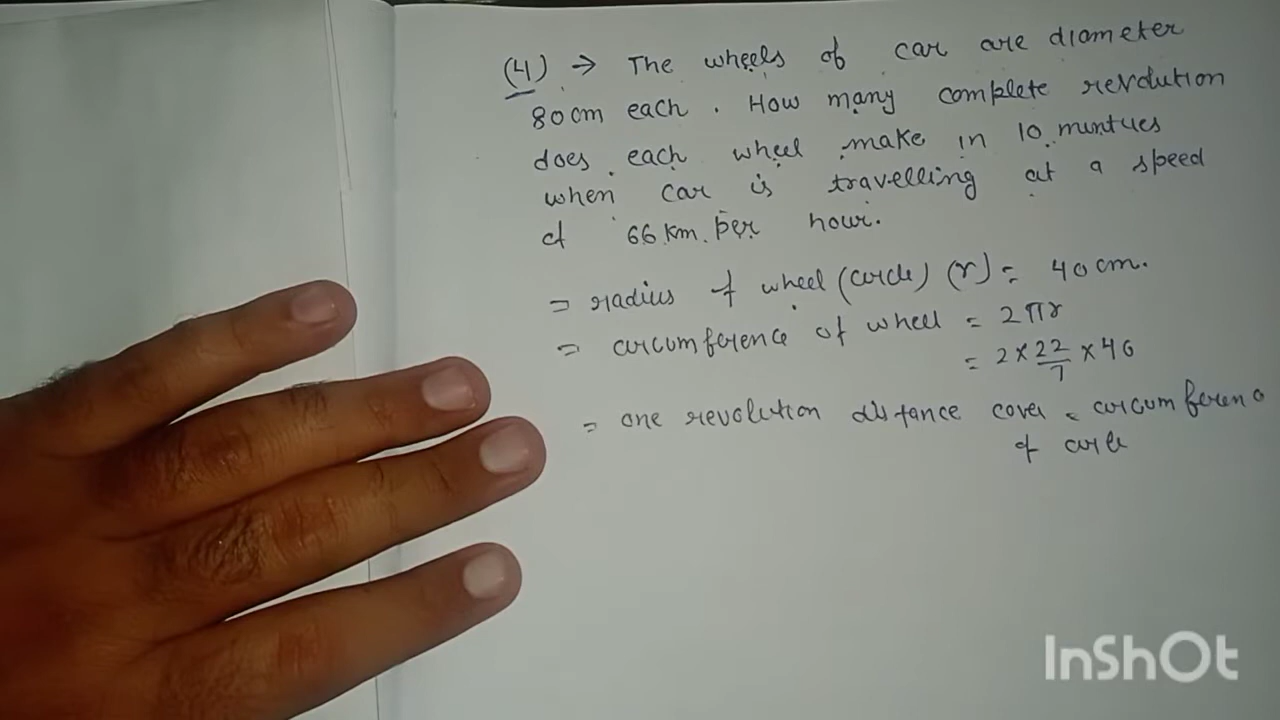 (4) → The wheels of car are diameter
80cm each. How many complete revolution
does each wheel make in 10 muntues
when car is travelling at a speed
of 66 km. per hour.
= radius of wheel (circle) (r) = 40cm.
= circumference of wheel = 2πr
= 2 × 22/7 × 40
= one revolution distance cover = circumferenc
of circle
InShOt